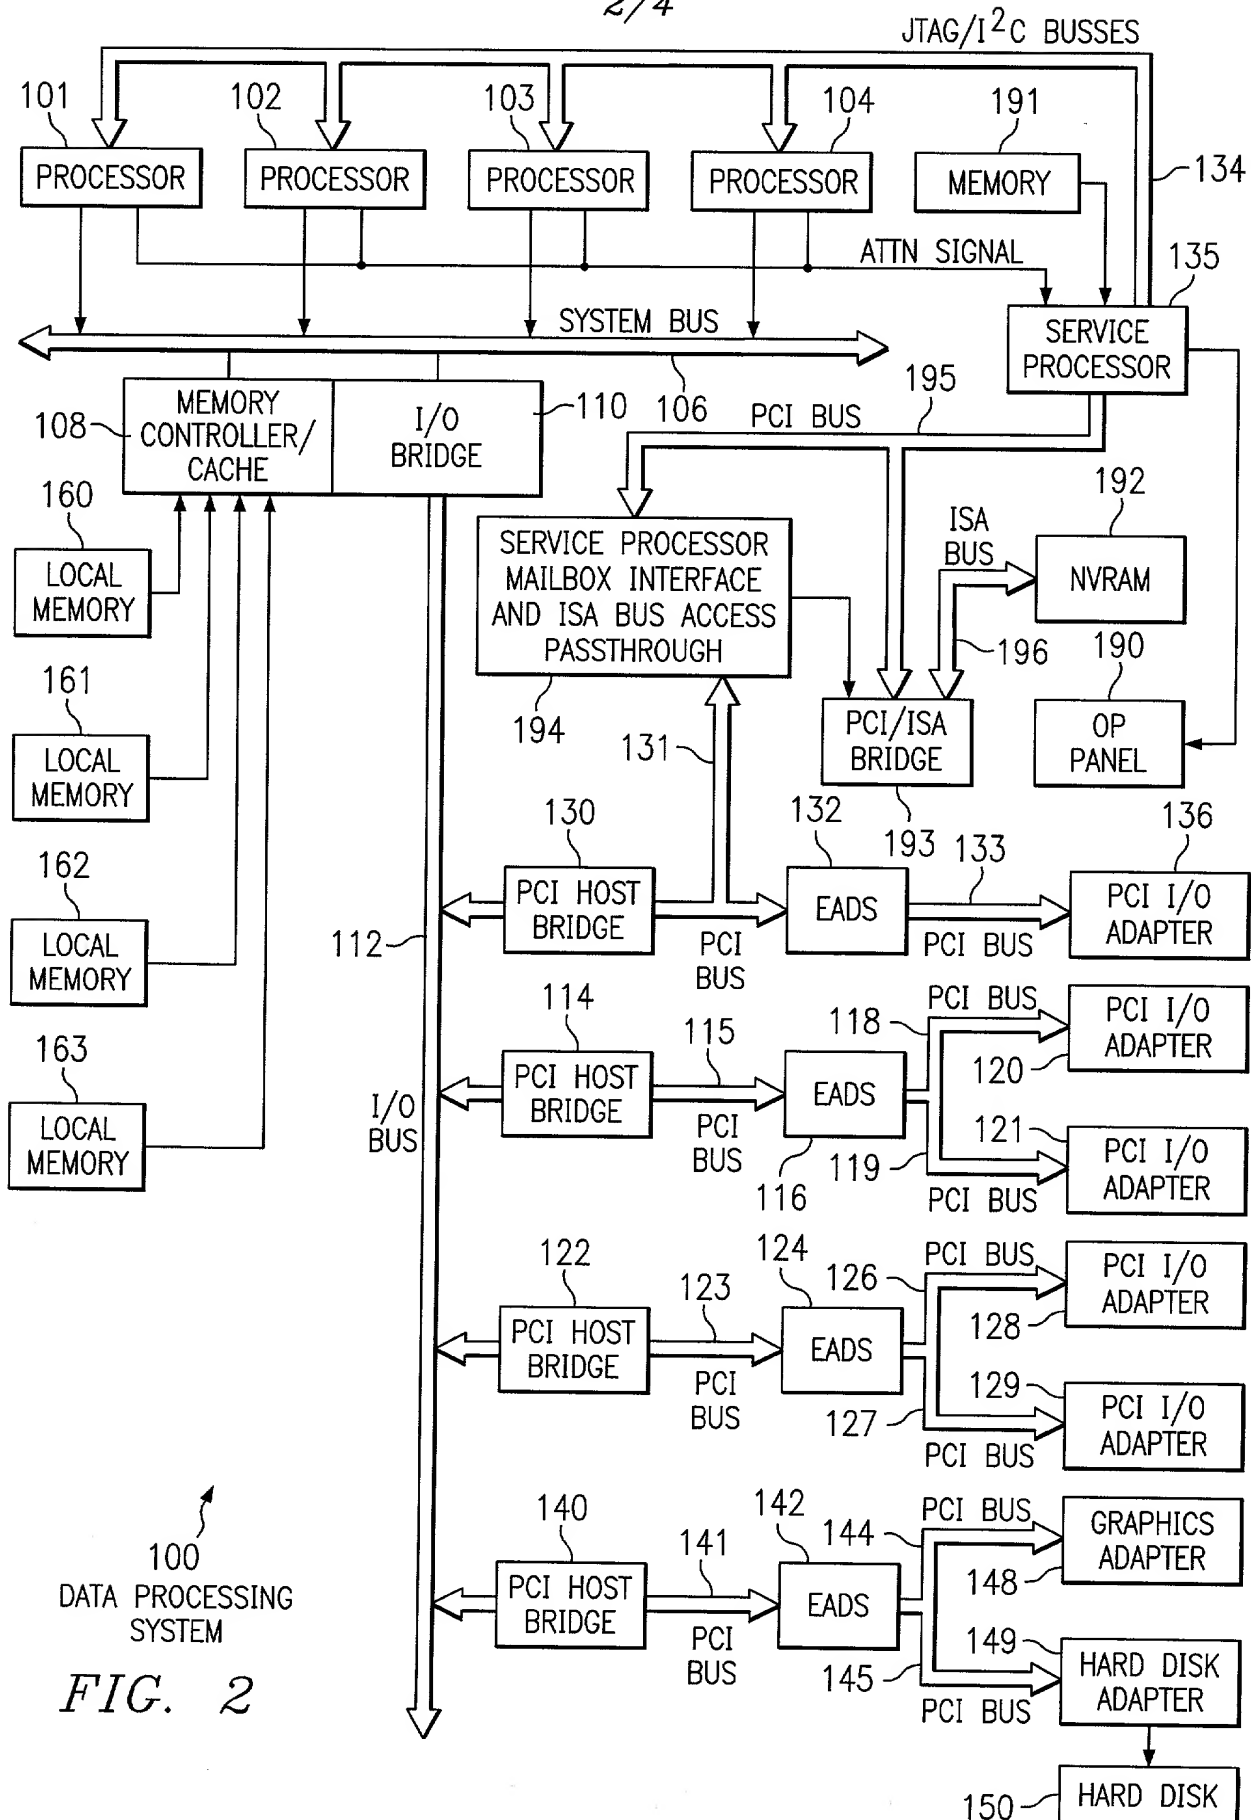 2/4
JTAG/I2C BUSSES
101
102
103
104
191
PROCESSOR
PROCESSOR
PROCESSOR
PROCESSOR
MEMORY
134
ATTN SIGNAL
135
SYSTEM BUS
SERVICE
PROCESSOR
MEMORY
CONTROLLER/
CACHE
108
I/O
BRIDGE
110
106
195
PCI BUS
160
LOCAL
MEMORY
SERVICE PROCESSOR
MAILBOX INTERFACE
AND ISA BUS ACCESS
PASSTHROUGH
194
ISA
BUS
192
NVRAM
196
190
OP
PANEL
161
LOCAL
MEMORY
131
PCI/ISA
BRIDGE
193
130
PCI HOST
BRIDGE
PCI
BUS
132
EADS
133
PCI BUS
136
PCI I/O
ADAPTER
162
LOCAL
MEMORY
112
114
PCI HOST
BRIDGE
115
PCI
BUS
EADS
116
118
PCI BUS
PCI I/O
ADAPTER
120
119
PCI BUS
121
PCI I/O
ADAPTER
163
LOCAL
MEMORY
I/O
BUS
122
PCI HOST
BRIDGE
123
PCI
BUS
124
EADS
126
PCI BUS
PCI I/O
ADAPTER
128
127
PCI BUS
129
PCI I/O
ADAPTER
140
PCI HOST
BRIDGE
141
PCI
BUS
142
EADS
144
PCI BUS
GRAPHICS
ADAPTER
148
145
PCI BUS
149
HARD DISK
ADAPTER
150
HARD DISK
100
DATA PROCESSING
SYSTEM
FIG. 2